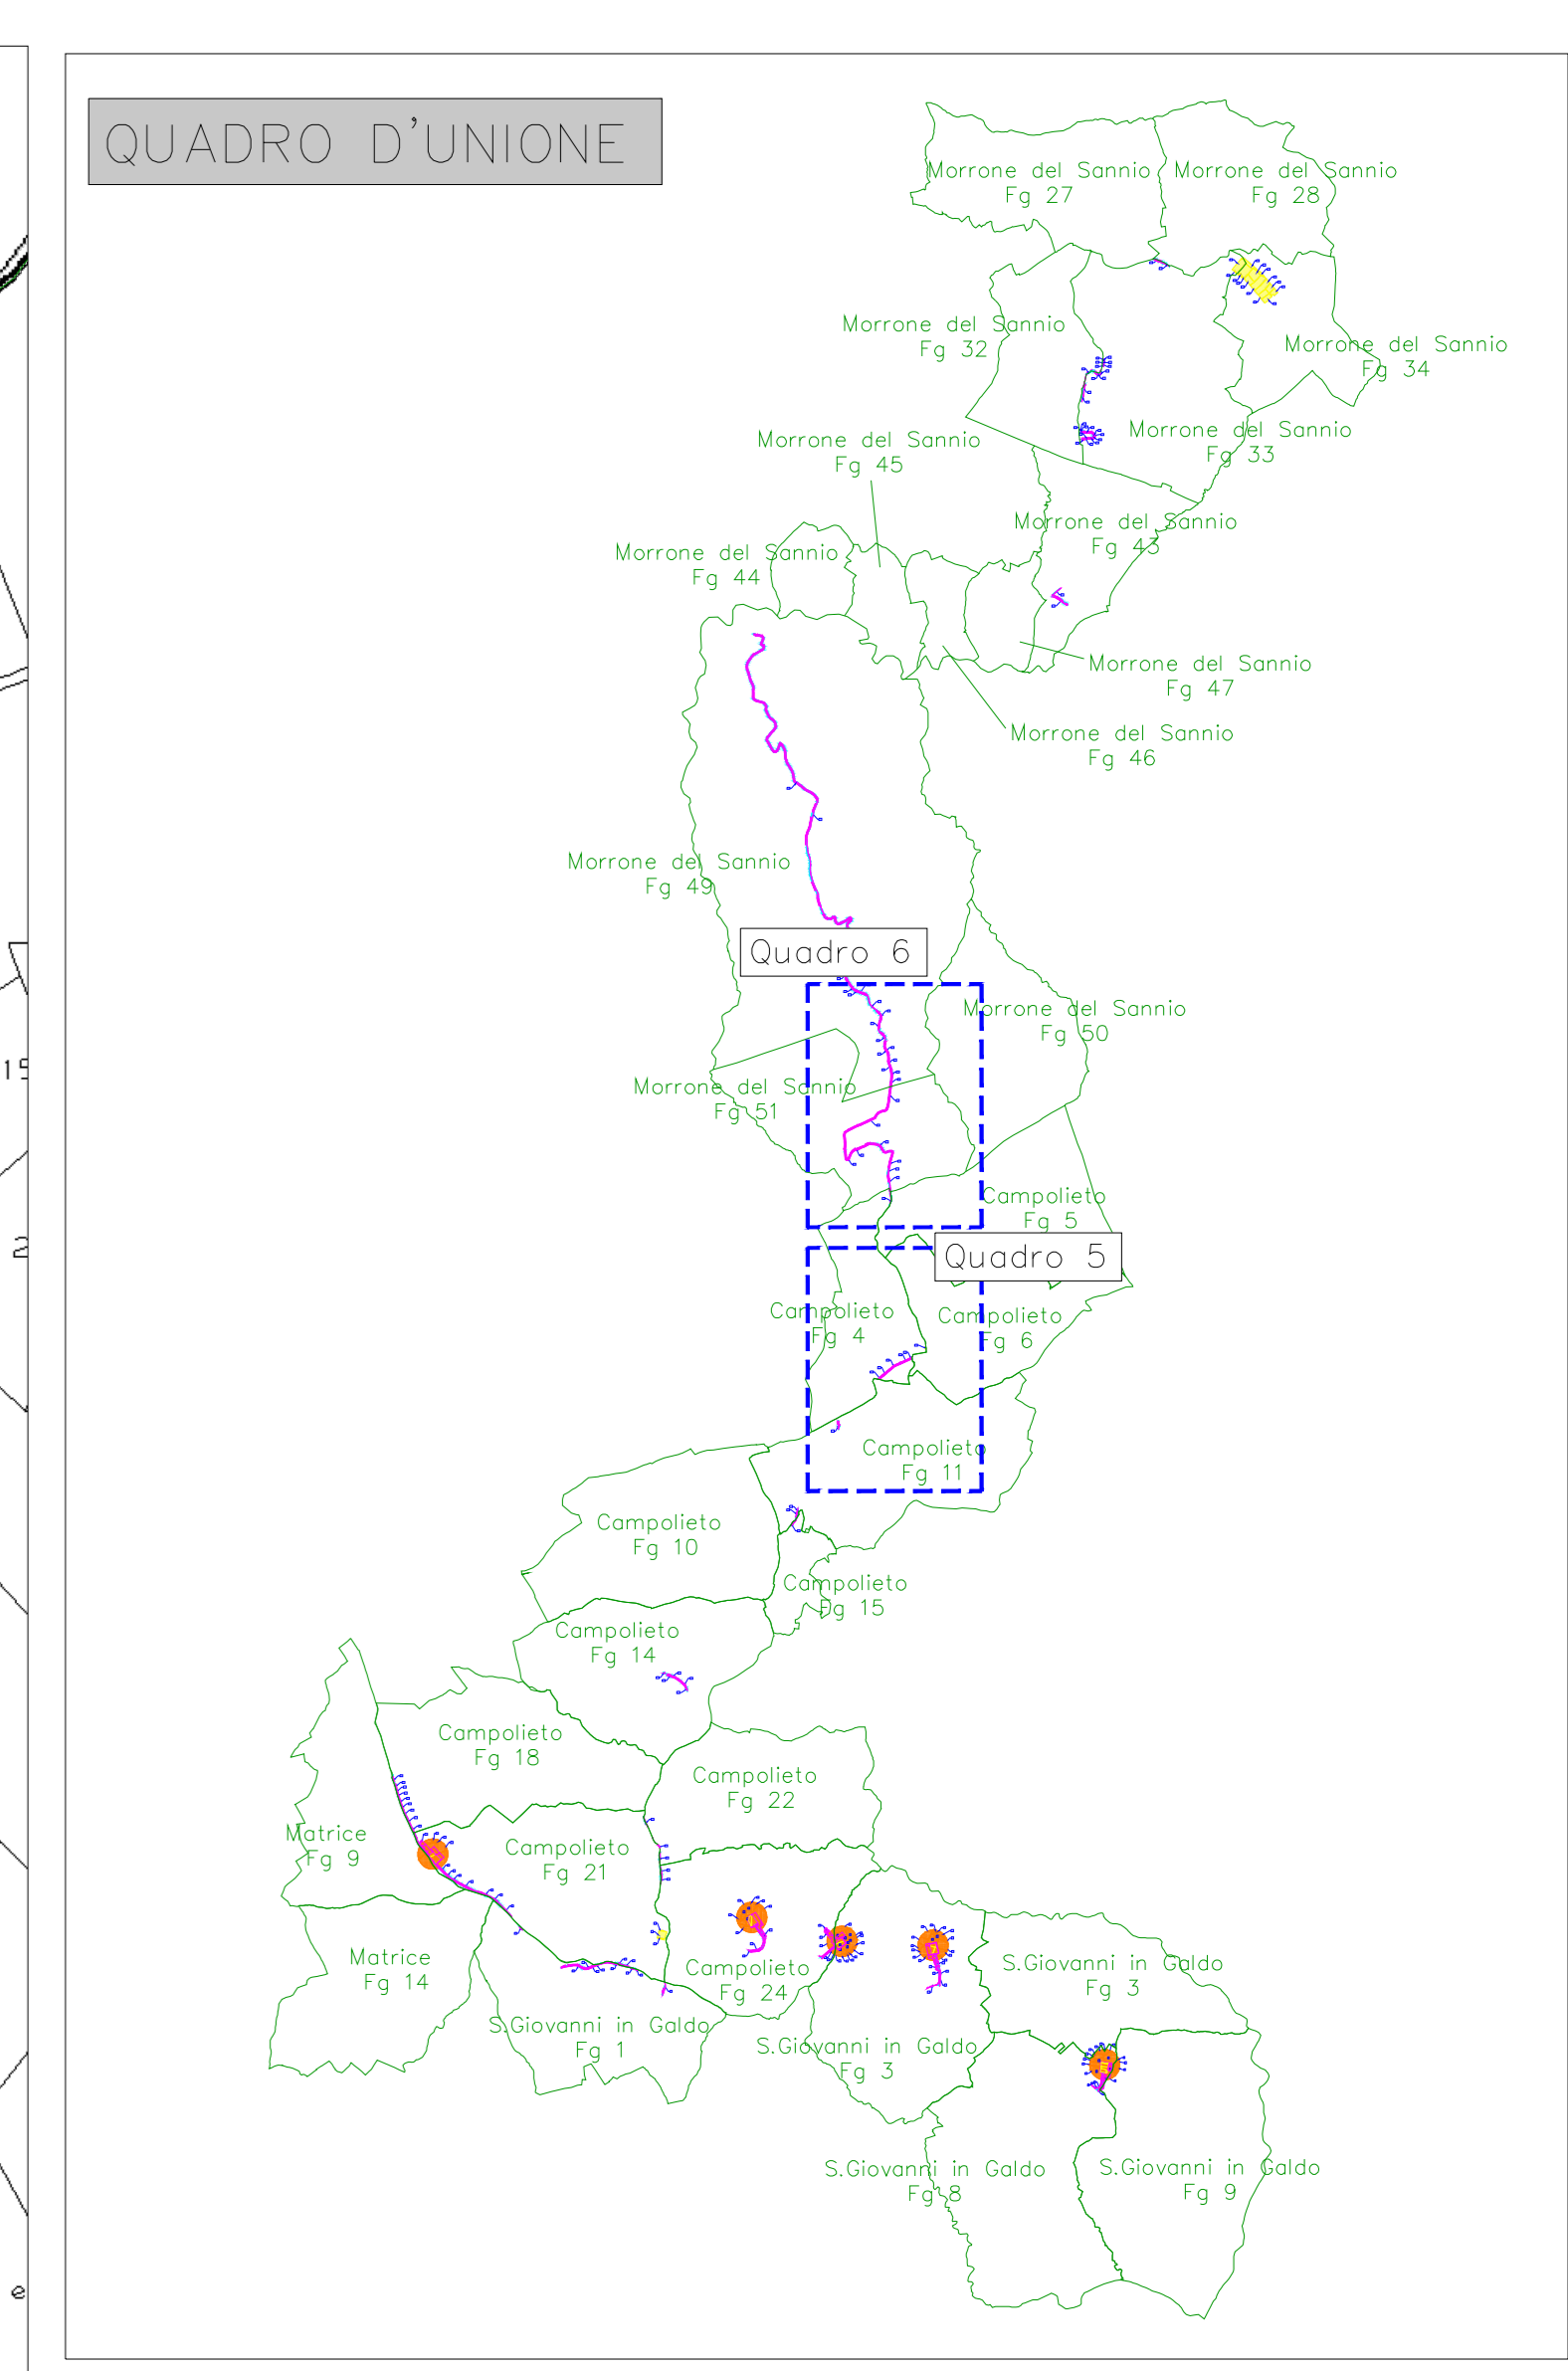 QUADRO D'UNIONE
Morrone del Sannio
Fg 27
Morrone del Sannio
Fg 28
Morrone del Sannio
Fg 32
Morrone del Sannio
Fg 34
Morrone del Sannio
Fg 33
Morrone del Sannio
Fg 45
Morrone del Sannio
Fg 43
Morrone del Sannio
Fg 44
Morrone del Sannio
Fg 47
Morrone del Sannio
Fg 46
Morrone del Sannio
Fg 49
Quadro 6
Morrone del Sannio
Fg 50
Morrone del Sannio
Fg 51
Campolieto
Fg 5
Quadro 5
Campolieto
Fg 4
Campolieto
Fg 6
Campolieto
Fg 11
Campolieto
Fg 10
Campolieto
Fg 15
Campolieto
Fg 14
Campolieto
Fg 18
Campolieto
Fg 22
Matrice
Fg 9
Campolieto
Fg 21
Matrice
Fg 14
Campolieto
Fg 24
S.Giovanni in Galdo
Fg 3
S.Giovanni in Galdo
Fg 1
S.Giovanni in Galdo
Fg 3
S.Giovanni in Galdo
Fg 8
S.Giovanni in Galdo
Fg 9
2
e